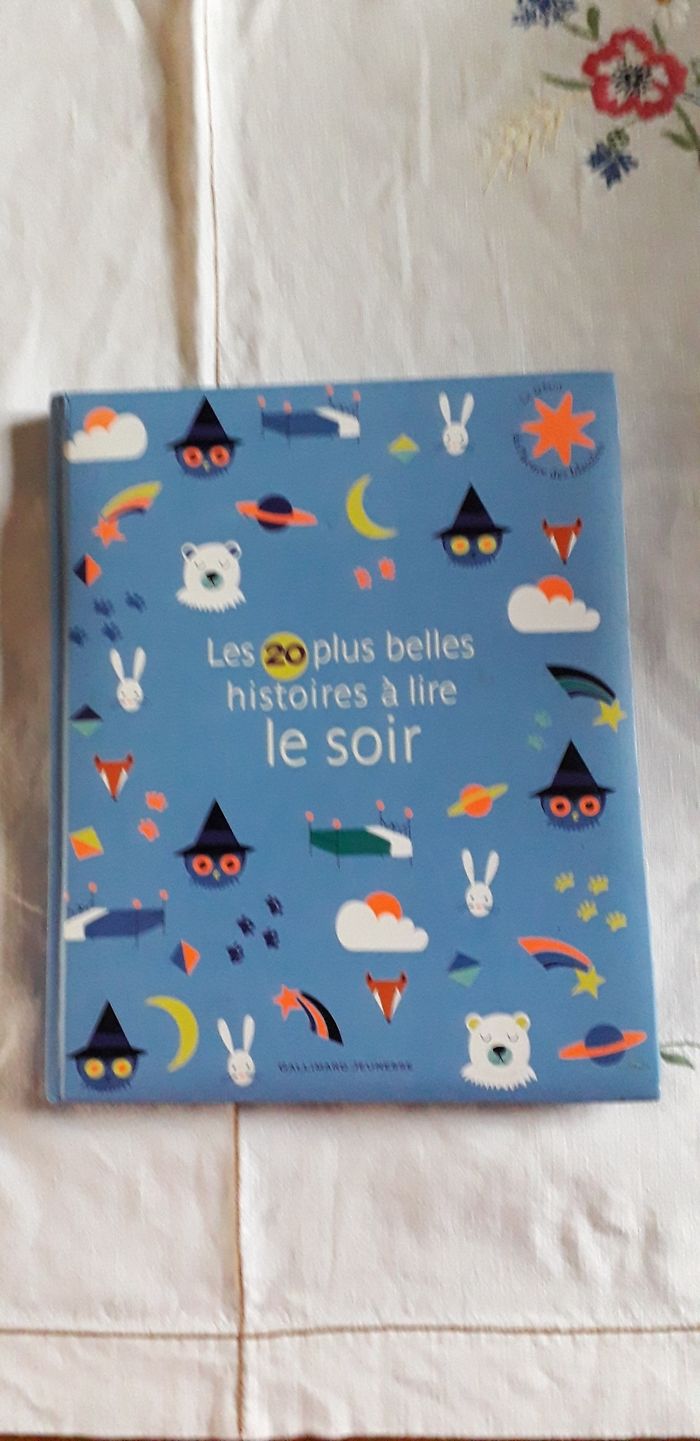 Les 20 plus belles
histoires à lire
le soir
GALLIMARD JEUNESSE